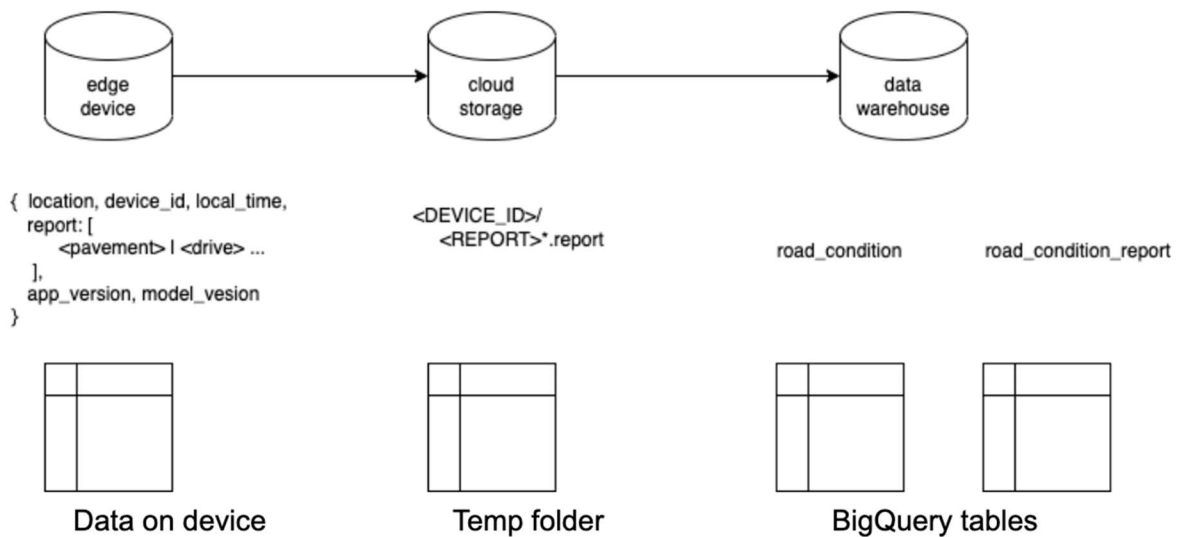 edge
device
cloud
storage
data
warehouse
{ location, device_id, local_time,
report: [
<pavement> | <drive> ...
],
app_version, model_vesion
}
<DEVICE_ID>/
<REPORT>*.report
road_condition
road_condition_report
Data on device
Temp folder
BigQuery tables